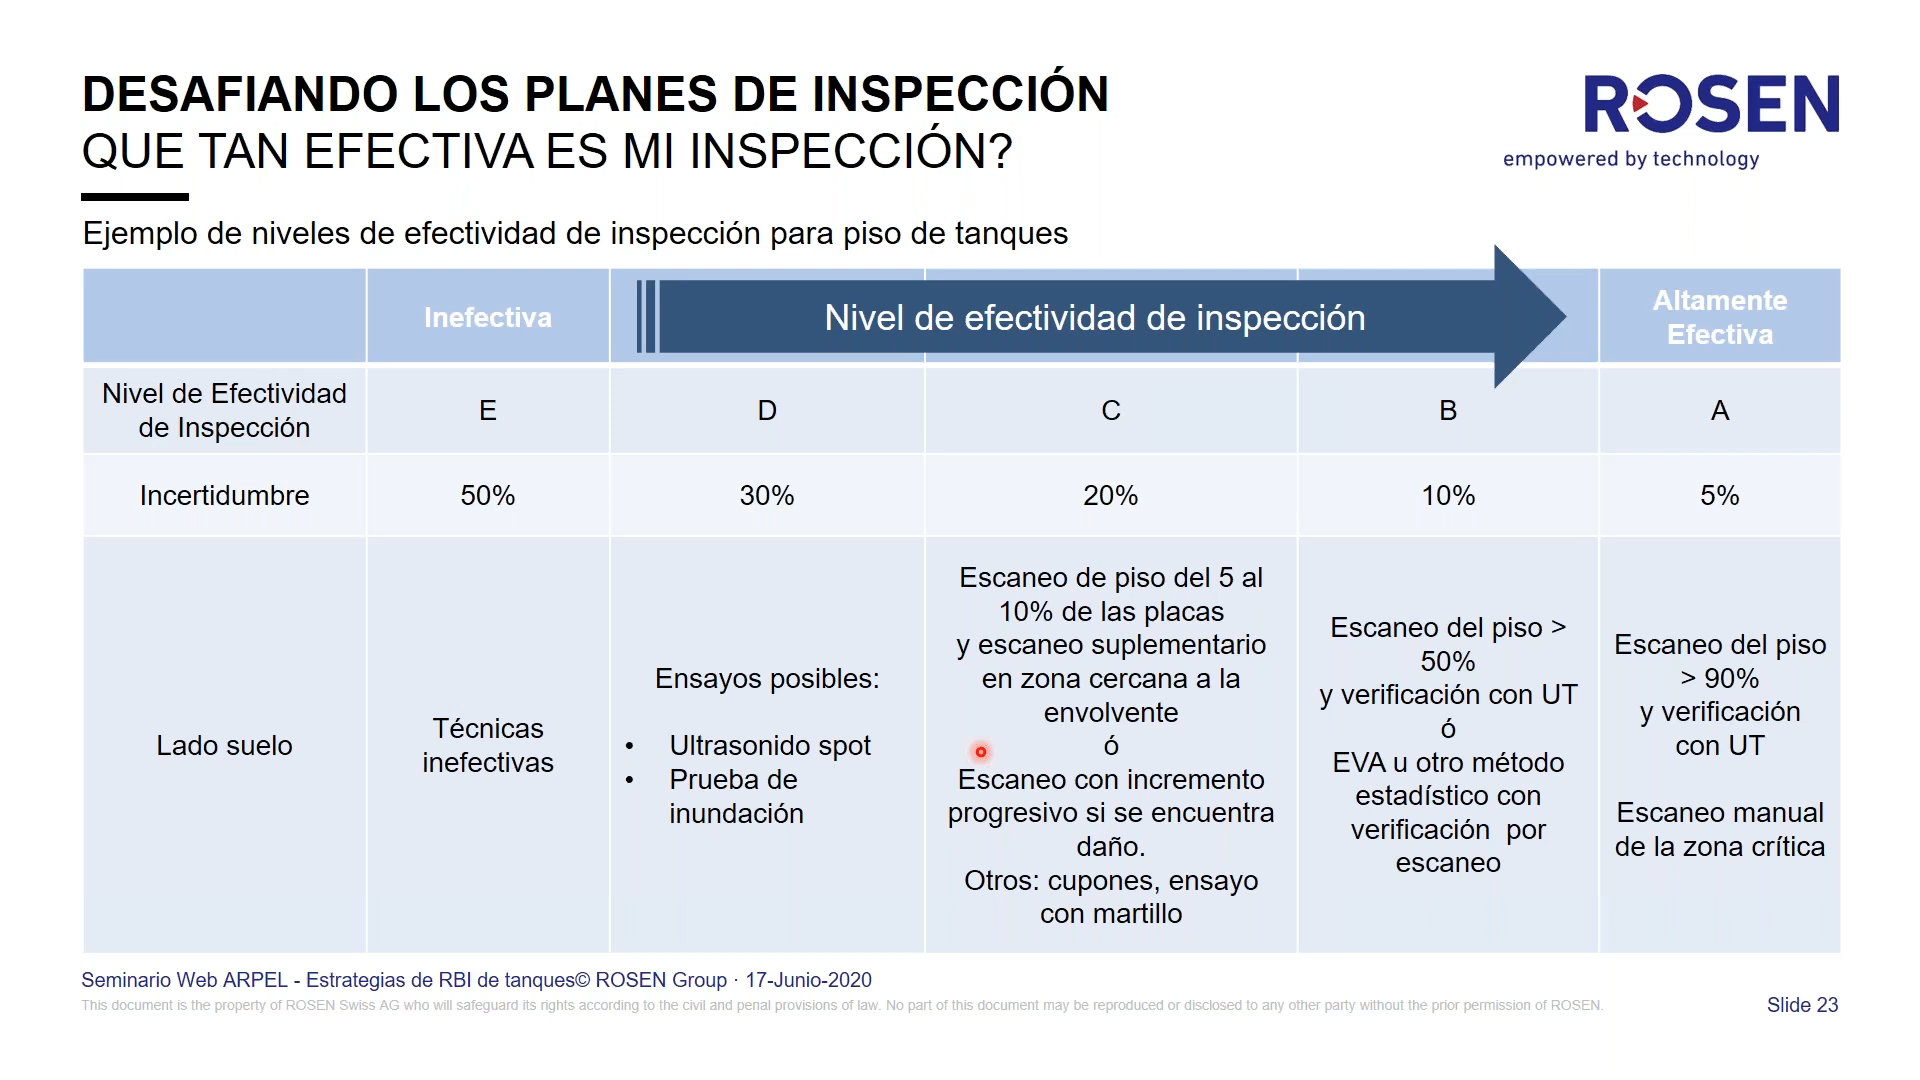 DESAFIANDO LOS PLANES DE INSPECCIÓN
QUE TAN EFECTIVA ES MI INSPECCIÓN?
ROSEN
empowered by technology
Ejemplo de niveles de efectividad de inspección para piso de tanques
Inefectiva
Nivel de efectividad de inspección
Altamente
Efectiva
Nivel de Efectividad
de Inspección
E
D
C
B
A
Incertidumbre
50%
30%
20%
10%
5%
Lado suelo
Técnicas
inefectivas
Ensayos posibles:
• Ultrasonido spot
• Prueba de
inundación
Escaneo de piso del 5 al
10% de las placas
y escaneo suplementario
en zona cercana a la
envolvente
ó
Escaneo con incremento
progresivo si se encuentra
daño.
Otros: cupones, ensayo
con martillo
Escaneo del piso >
50%
y verificación con UT
ó
EVA u otro método
estadístico con
verificación  por
escaneo
Escaneo del piso
> 90%
y verificación
con UT
Escaneo manual
de la zona crítica
Seminario Web ARPEL - Estrategias de RBI de tanques© ROSEN Group · 17-Junio-2020
This document is the property of ROSEN Swiss AG who will safeguard its rights according to the civil and penal provisions of law. No part of this document may be reproduced or disclosed to any other party without the prior permission of ROSEN.
Slide 23